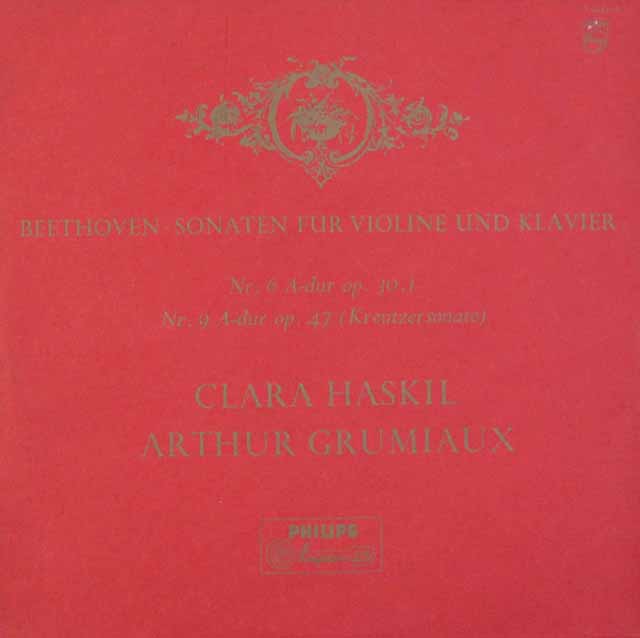 BEETHOVEN · SONATEN FÜR VIOLINE UND KLAVIER
Nr. 6 A-dur op. 30,1
Nr. 9 A-dur op. 47 (Kreutzersonate)
CLARA HASKIL
ARTHUR GRUMIAUX
PHILIPS